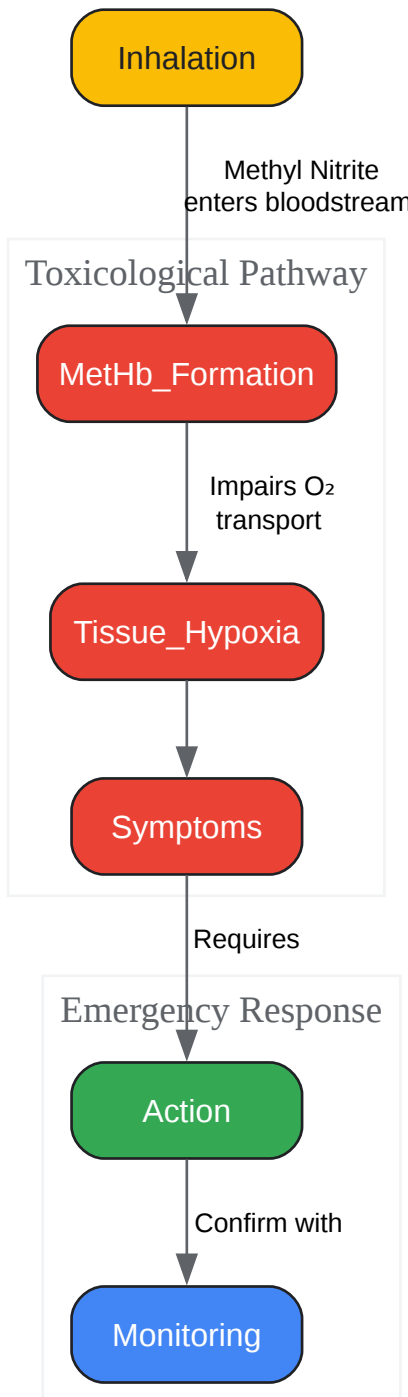 Inhalation
Methyl Nitrite
enters bloodstream
Toxicological Pathway
MetHb_Formation
Impairs O₂
transport
Tissue_Hypoxia
Symptoms
Requires
Emergency Response
Action
Confirm with
Monitoring